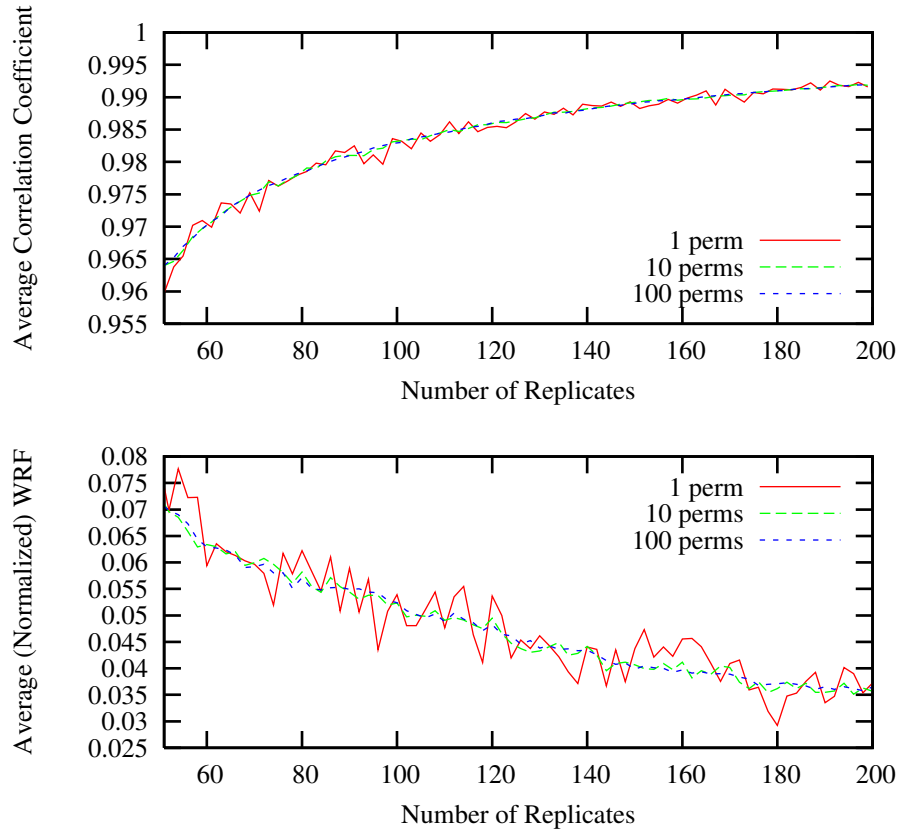 Average Correlation Coefficient
1
0.995
0.99
0.985
0.98
0.975
0.97
0.965
0.96
0.955
1 perm
10 perms
100 perms
60 80 100 120 140 160 180 200
Number of Replicates
Average (Normalized) WRF
0.08
0.07
0.065
0.06
0.055
0.05
0.045
0.04
0.035
0.03
0.025
1 perm
10 perms
100 perms
60 80 100 120 140 160 180 200
Number of Replicates